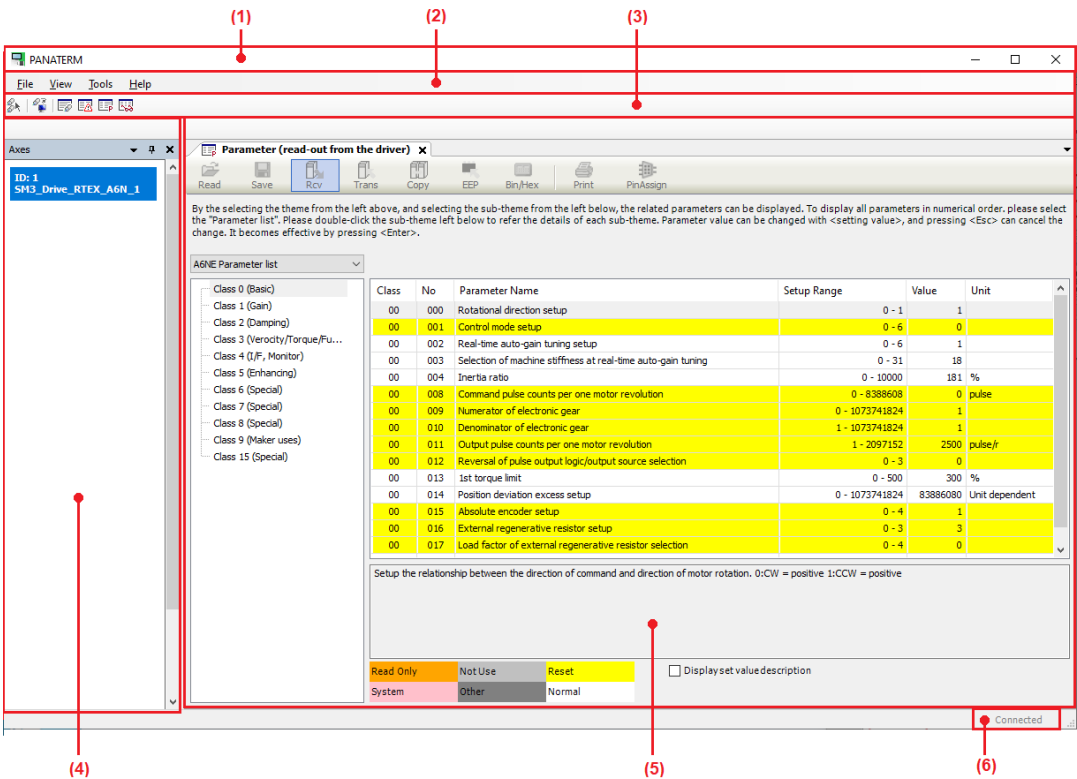 (1)
(2)
(3)
PANATERM
File View Tools Help
Axes
ID: 1
SM3_Drive_RTEX_A6N_1
Parameter (read-out from the driver)
Read Save Rcv Trans Copy EEP Bin/Hex Print PinAssign
By the selecting the theme from the left above, and selecting the sub-theme from the left below, the related parameters can be displayed. To display all parameters in numerical order. please select
the "Parameter list". Please double-click the sub-theme left below to refer the details of each sub-theme. Parameter value can be changed with <setting value>, and pressing <Esc> can cancel the
change. It becomes effective by pressing <Enter>.
A6NE Parameter list
Class 0 (Basic)
Class 1 (Gain)
Class 2 (Damping)
Class 3 (Verocity/Torque/Fu...
Class 4 (I/F, Monitor)
Class 5 (Enhancing)
Class 6 (Special)
Class 7 (Special)
Class 8 (Special)
Class 9 (Maker uses)
Class 15 (Special)
Class No Parameter Name Setup Range Value Unit
00 000 Rotational direction setup 0 - 1 1
00 001 Control mode setup 0 - 6 0
00 002 Real-time auto-gain tuning setup 0 - 6 1
00 003 Selection of machine stiffness at real-time auto-gain tuning 0 - 31 18
00 004 Inertia ratio 0 - 10000 181 %
00 008 Command pulse counts per one motor revolution 0 - 8388608 0 pulse
00 009 Numerator of electronic gear 0 - 1073741824 1
00 010 Denominator of electronic gear 1 - 1073741824 1
00 011 Output pulse counts per one motor revolution 1 - 2097152 2500 pulse/r
00 012 Reversal of pulse output logic/output source selection 0 - 3 0
00 013 1st torque limit 0 - 500 300 %
00 014 Position deviation excess setup 0 - 1073741824 83886080 Unit dependent
00 015 Absolute encoder setup 0 - 4 1
00 016 External regenerative resistor setup 0 - 3 3
00 017 Load factor of external regenerative resistor selection 0 - 4 0
Setup the relationship between the direction of command and direction of motor rotation. 0:CW = positive 1:CCW = positive
Read Only Not Use Reset
System Other Normal
Display set value description
Connected
(4)
(5)
(6)